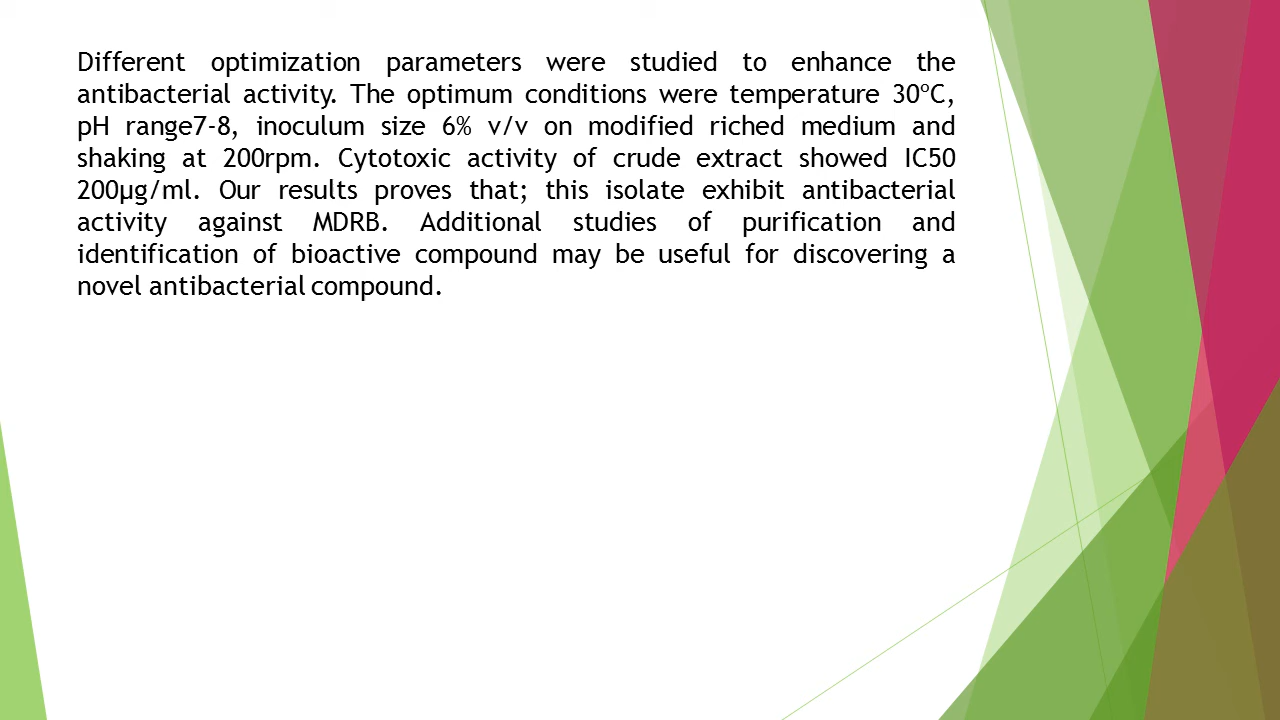 Different optimization parameters were studied to enhance the
antibacterial activity. The optimum conditions were temperature 30ºC,
pH range7-8, inoculum size 6% v/v on modified riched medium and
shaking at 200rpm. Cytotoxic activity of crude extract showed IC50
200µg/ml. Our results proves that; this isolate exhibit antibacterial
activity against MDRB. Additional studies of purification and
identification of bioactive compound may be useful for discovering a
novel antibacterial compound.